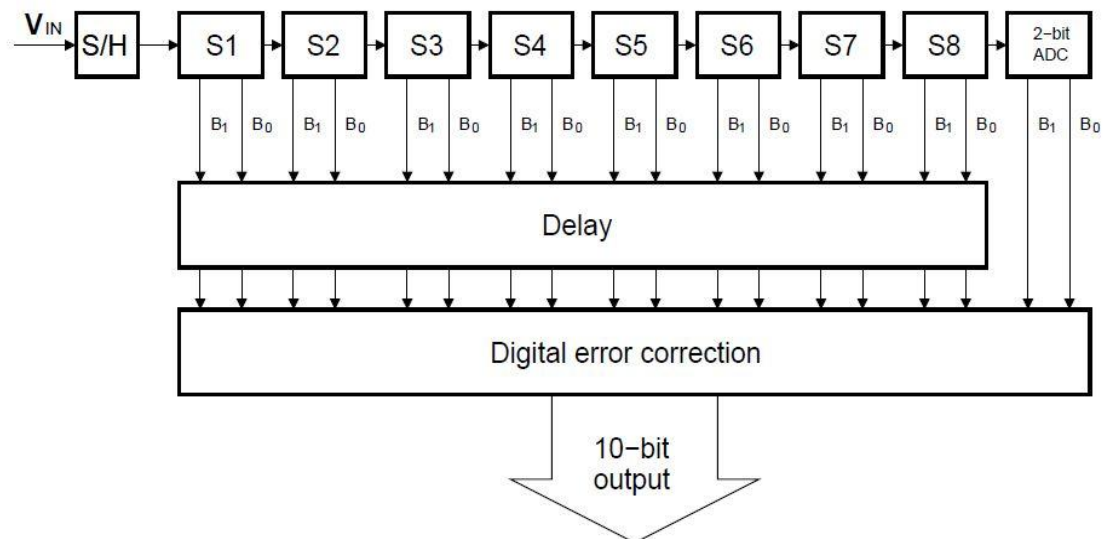 V_IN
S/H
S1
S2
S3
S4
S5
S6
S7
S8
2-bit
ADC
B₁ B₀ B₁ B₀ B₁ B₀ B₁ B₀ B₁ B₀ B₁ B₀ B₁ B₀ B₁ B₀ B₁ B₀
Delay
Digital error correction
10-bit
output